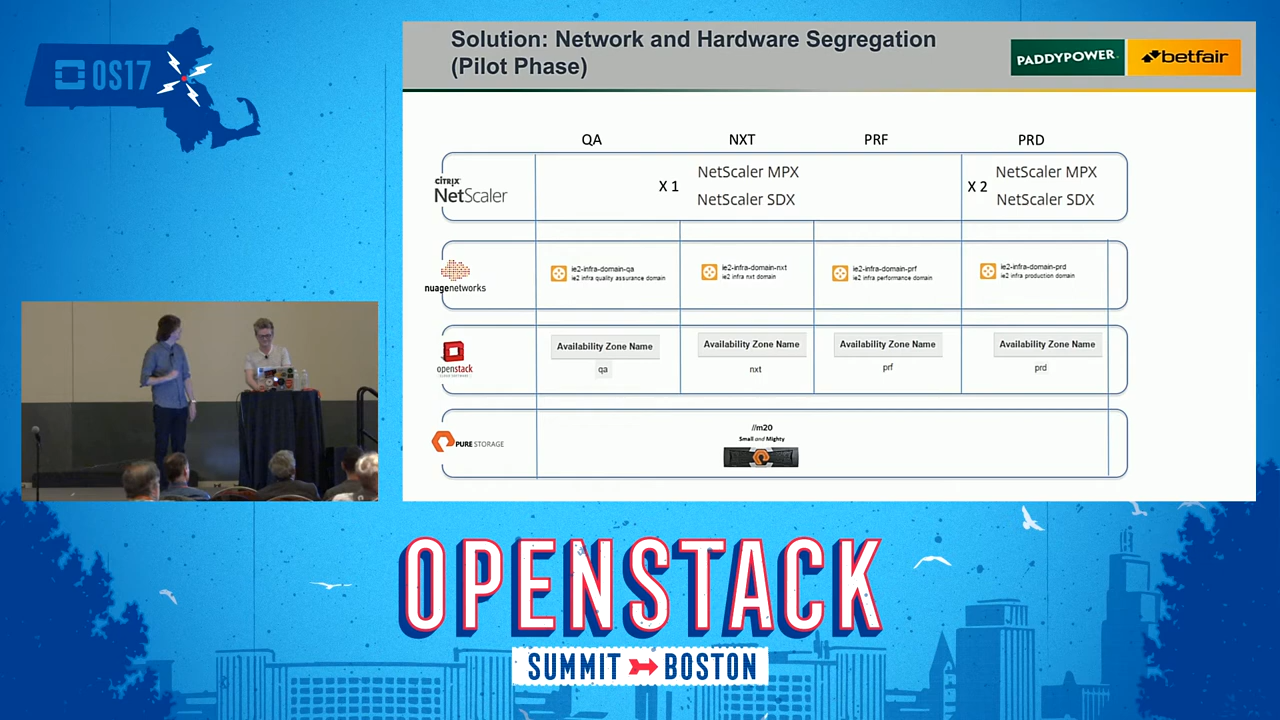 OS17
Solution: Network and Hardware Segregation
(Pilot Phase)
PADDYPOWER.
betfair
QA NXT PRF PRD
CİTRIX
NetScaler
X 1
NetScaler MPX
NetScaler SDX
X 2
NetScaler MPX
NetScaler SDX
nuagenetworks
ie2-infra-domain-qa
ie2 infra quality assurance domain
ie2-infra-domain-nxt
ie2 infra nxt domain
ie2-infra-domain-prf
ie2 infra performance domain
ie2-infra-domain-prd
ie2 infra production domain
openstack
Availability Zone Name
qa
Availability Zone Name
nxt
Availability Zone Name
prf
Availability Zone Name
prd
PURE STORAGE
//m20
Small and Mighty
OPENSTACK
SUMMIT BOSTON